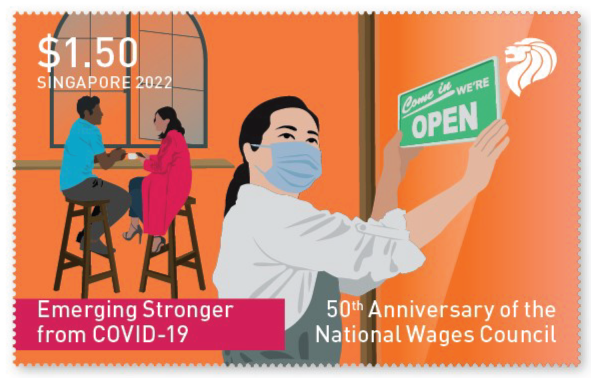 $1.50
SINGAPORE 2022
Come in WE'RE
OPEN
Emerging Stronger
from COVID-19
50th Anniversary of the
National Wages Council